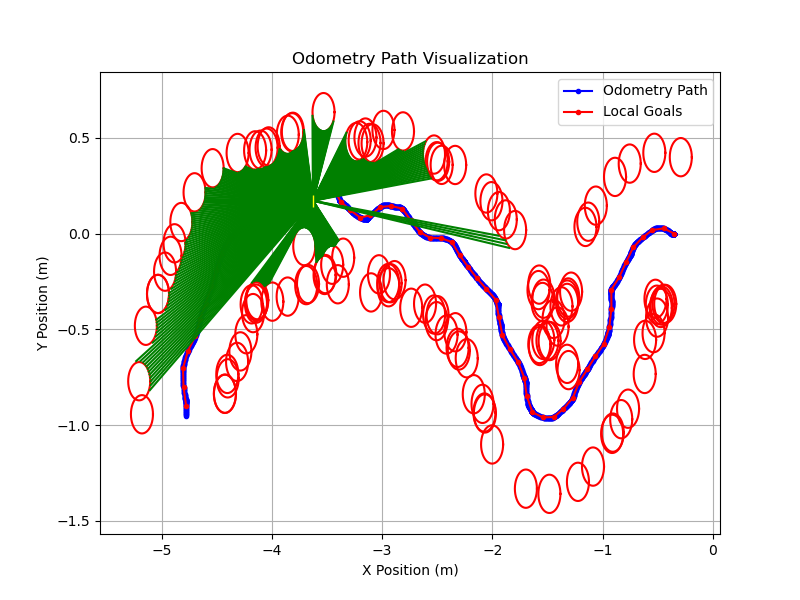 Odometry Path Visualization
Odometry Path
Local Goals
Y Position (m)
0.5
0.0
−0.5
−1.0
−1.5
−5
−4
−3
−2
−1
0
X Position (m)